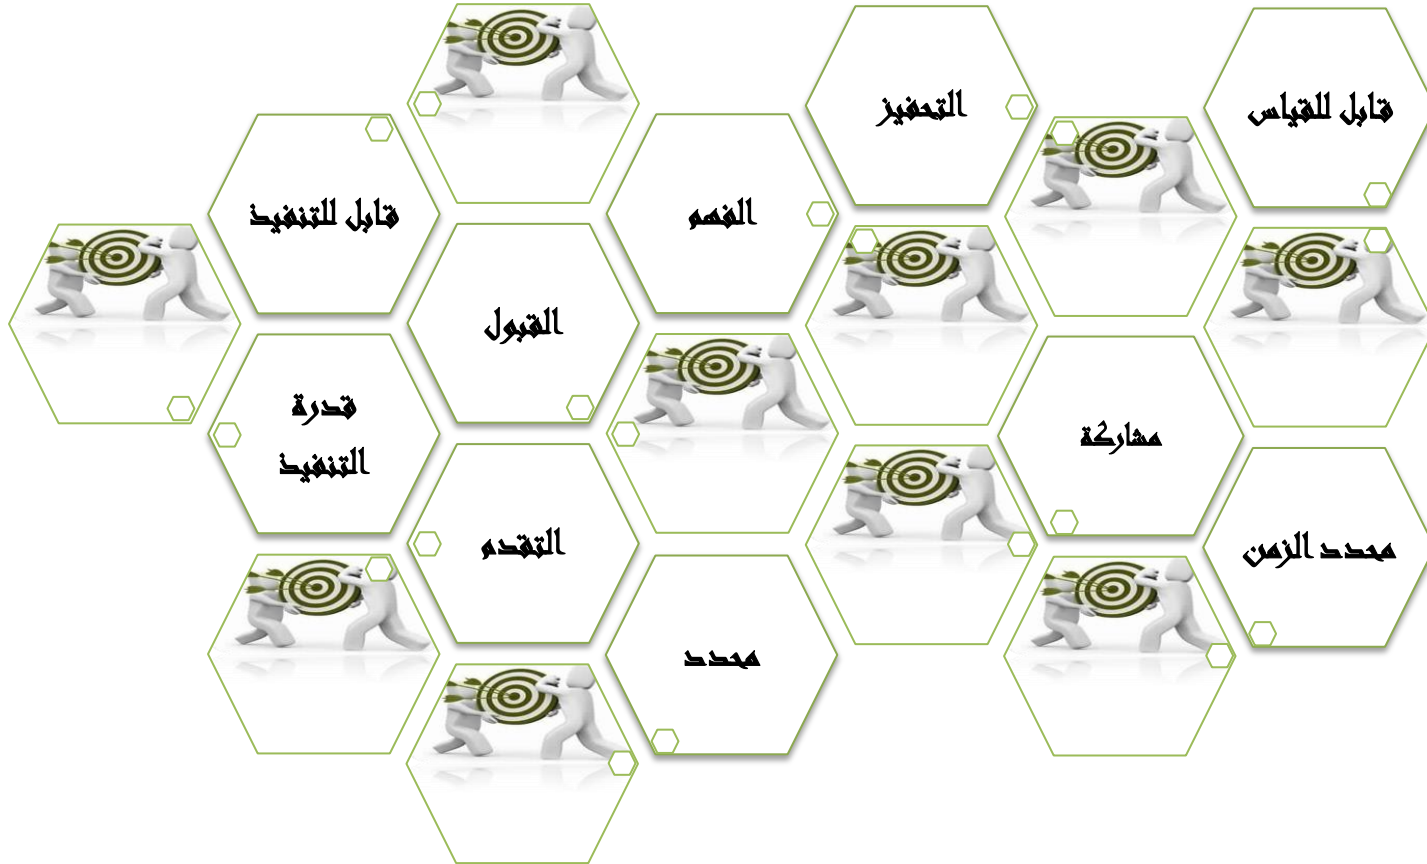 قابل للقياس
التحفيز
الفهم
قابل للتنفيذ
القبول
مشاركة
قدرة
التنفيذ
محدد الزمن
التقدم
محدد